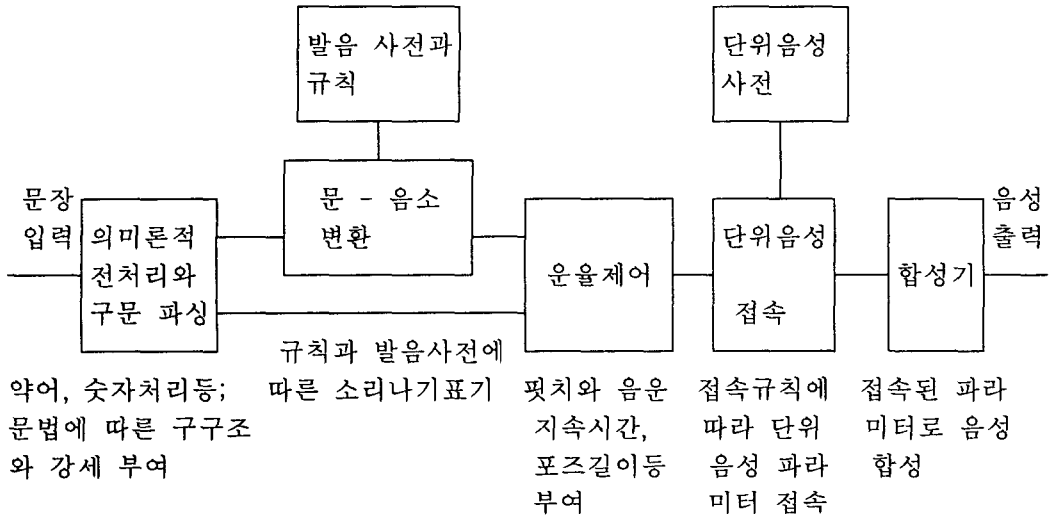 발음 사전과
규칙
단위음성
사전
문장
입력
의미론적
전처리와
구문 파싱
문 - 음소
변환
운율제어
단위음성
접속
합성기
음성
출력
약어, 숫자처리등;
문법에 따른 구구조
와 강세 부여
규칙과 발음사전에
따른 소리나기표기
핏치와 음운
지속시간,
포즈길이등
부여
접속규칙에
따라 단위
음성 파라
미터 접속
접속된 파라
미터로 음성
합성